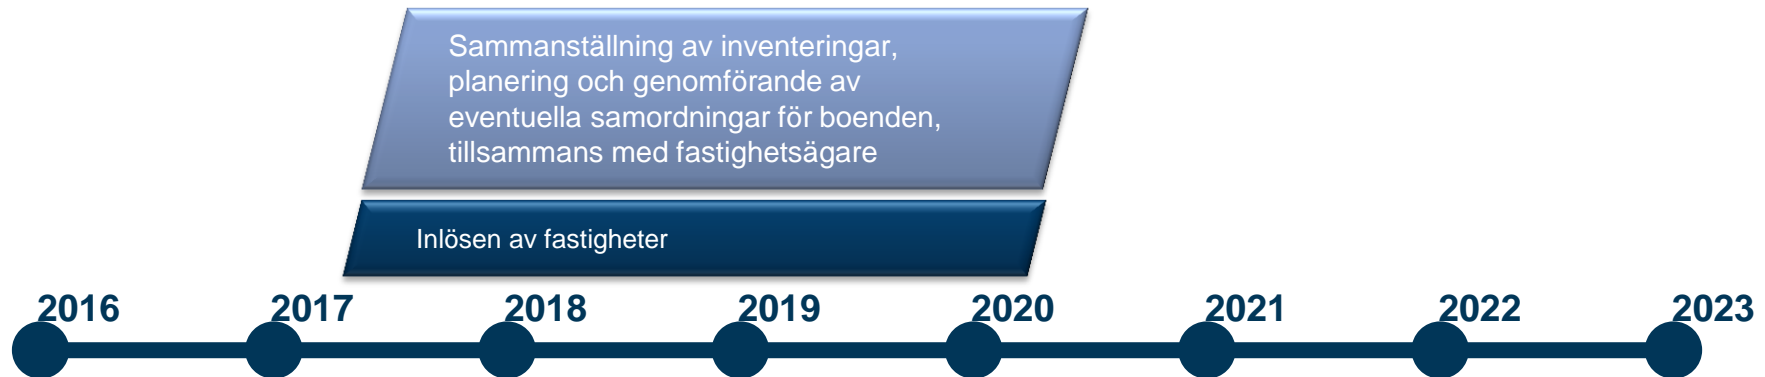 Sammanställning av inventeringar,
planering och genomförande av
eventuella samordningar för boenden,
tillsammans med fastighetsägare
Inlösen av fastigheter
2016 2017 2018 2019 2020 2021 2022 2023